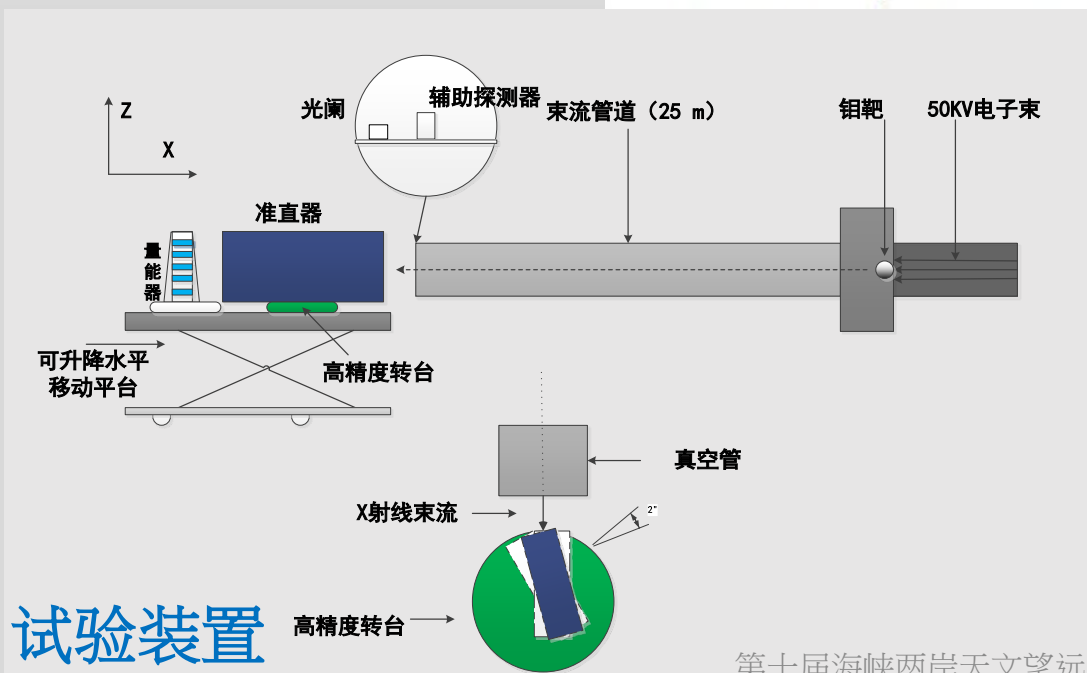 Z
X
光阑
辅助探测器
束流管道（25 m）
钼靶
50KV电子束
准直器
量能器
可升降水平
移动平台
高精度转台
真空管
X射线束流
2"
高精度转台
试验装置
第十届海峡两岸天文望远